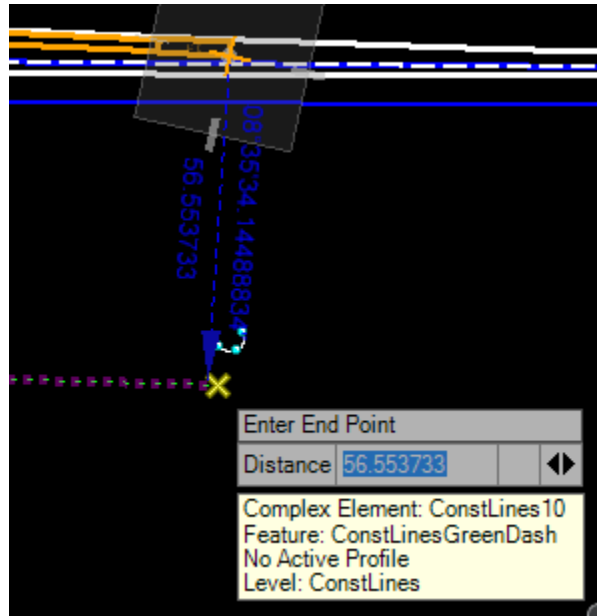 08°35'34.14488834
56.553733
Enter End Point
Distance 56.553733
Complex Element: ConstLines10
Feature: ConstLinesGreenDash
No Active Profile
Level: ConstLines